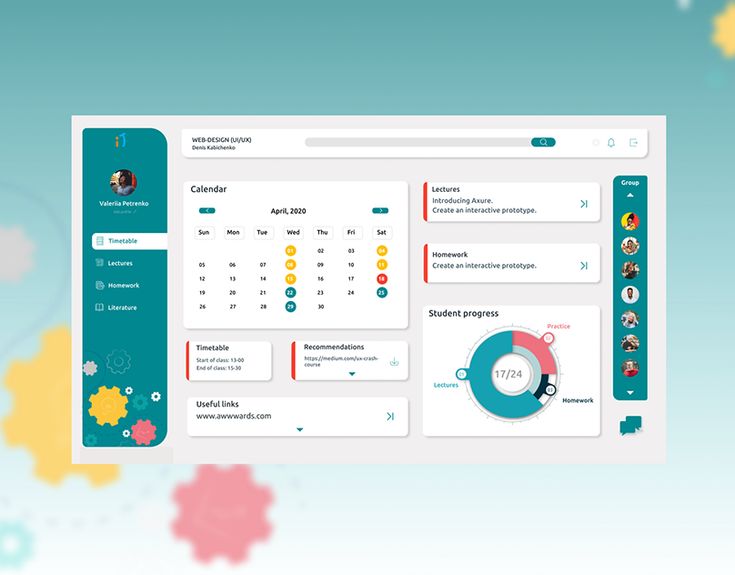 WEB-DESIGN (UI/UX)
Denis Kabichenko
Valeriia Petrenko
Timetable
Lectures
Homework
Literature
Calendar
April, 2020
Sun Mon Tue Wed Thu Fri Sat
01 02 03 04
05 06 07 08 09 10 11
12 13 14 15 16 17 18
19 20 21 22 23 24 25
26 27 28 29 30
Timetable
Start of class: 13-00
End of class: 15-30
Recommendations
https://medium.com/ux-crash-
course
Useful links
www.awwwards.com
Lectures
Introducing Axure.
Create an interactive prototype.
Homework
Create an interactive prototype.
Student progress
Practice
17/24
Lectures
Homework
Group